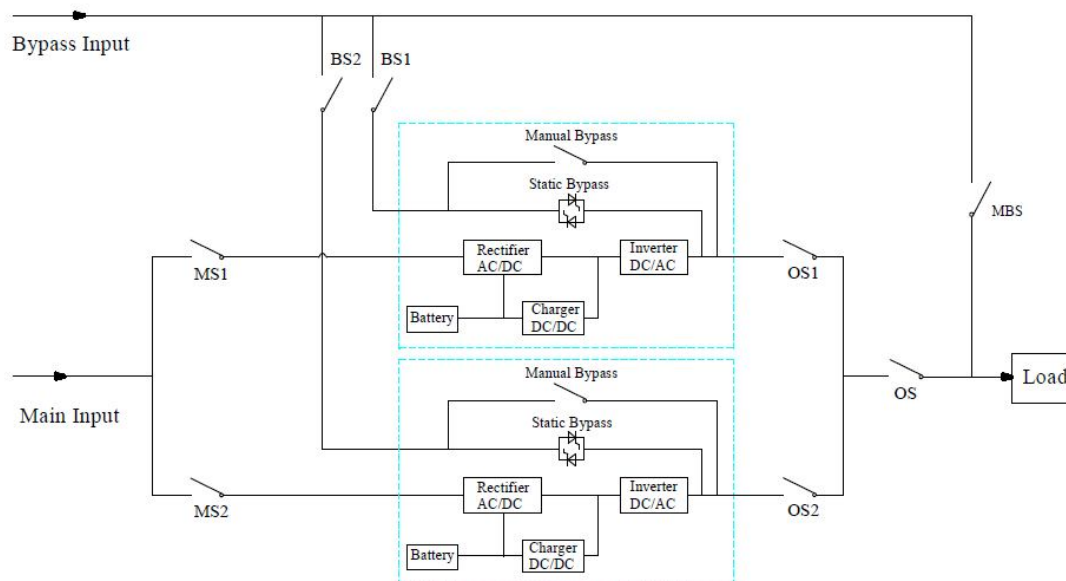 Bypass Input
BS2
BS1
Manual Bypass
Static Bypass
MBS
Rectifier
AC/DC
Inverter
DC/AC
MS1
OS1
Battery
Charger
DC/DC
Main Input
Manual Bypass
OS
Load
Static Bypass
Rectifier
AC/DC
Inverter
DC/AC
MS2
OS2
Battery
Charger
DC/DC